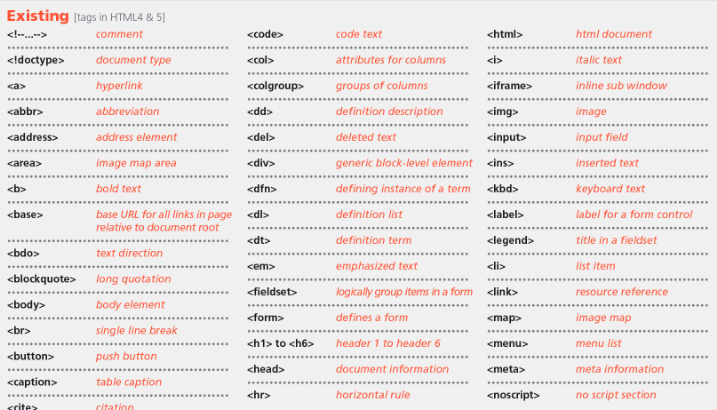 Existing [tags in HTML4 & 5]
<!--...--> comment
<!doctype> document type
<a> hyperlink
<abbr> abbreviation
<address> address element
<area> image map area
<b> bold text
<base> base URL for all links in page
relative to document root
<bdo> text direction
<blockquote> long quotation
<body> body element
<br> single line break
<button> push button
<caption> table caption
<cite> citation
<code> code text
<col> attributes for columns
<colgroup> groups of columns
<dd> definition description
<del> deleted text
<div> generic block-level element
<dfn> defining instance of a term
<dl> definition list
<dt> definition term
<em> emphasized text
<fieldset> logically group items in a form
<form> defines a form
<h1> to <h6> header 1 to header 6
<head> document information
<hr> horizontal rule
<html> html document
<i> italic text
<iframe> inline sub window
<img> image
<input> input field
<ins> inserted text
<kbd> keyboard text
<label> label for a form control
<legend> title in a fieldset
<li> list item
<link> resource reference
<map> image map
<menu> menu list
<meta> meta information
<noscript> no script section